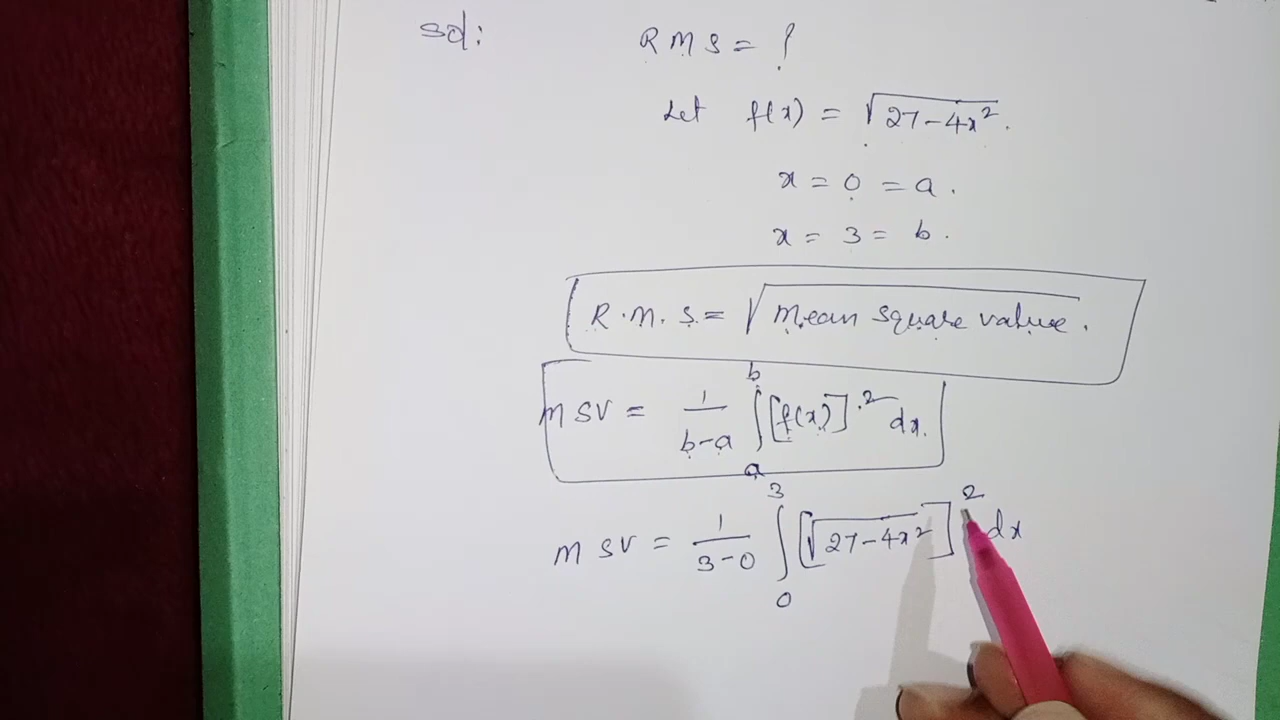 Sol:
RMS = ?
Let f(x) = √27-4x².
x = 0 = a.
x = 3 = b.
R.M.S. = √Mean square value.
MSV = 1/b-a ∫ₐᵇ [f(x)]² dx.
MSV = 1/3-0 ∫₀³ [√27-4x²]² dx